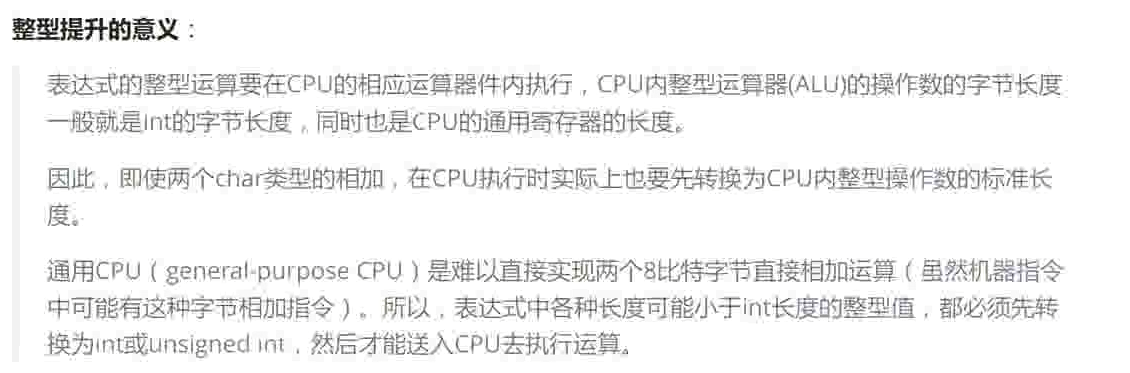 整型提升的意义：
表达式的整型运算要在CPU的相应运算器件内执行，CPU内整型运算器(ALU)的操作数的字节长度
一般就是int的字节长度，同时也是CPU的通用寄存器的长度。
因此，即使两个char类型的相加，在CPU执行时实际上也要先转换为CPU内整型操作数的标准长
度。
通用CPU（general-purpose CPU）是难以直接实现两个8比特字节直接相加运算（虽然机器指令
中可能有这种字节相加指令）。所以，表达式中各种长度可能小于int长度的整型值，都必须先转
换为int或unsigned int，然后才能送入CPU去执行运算。